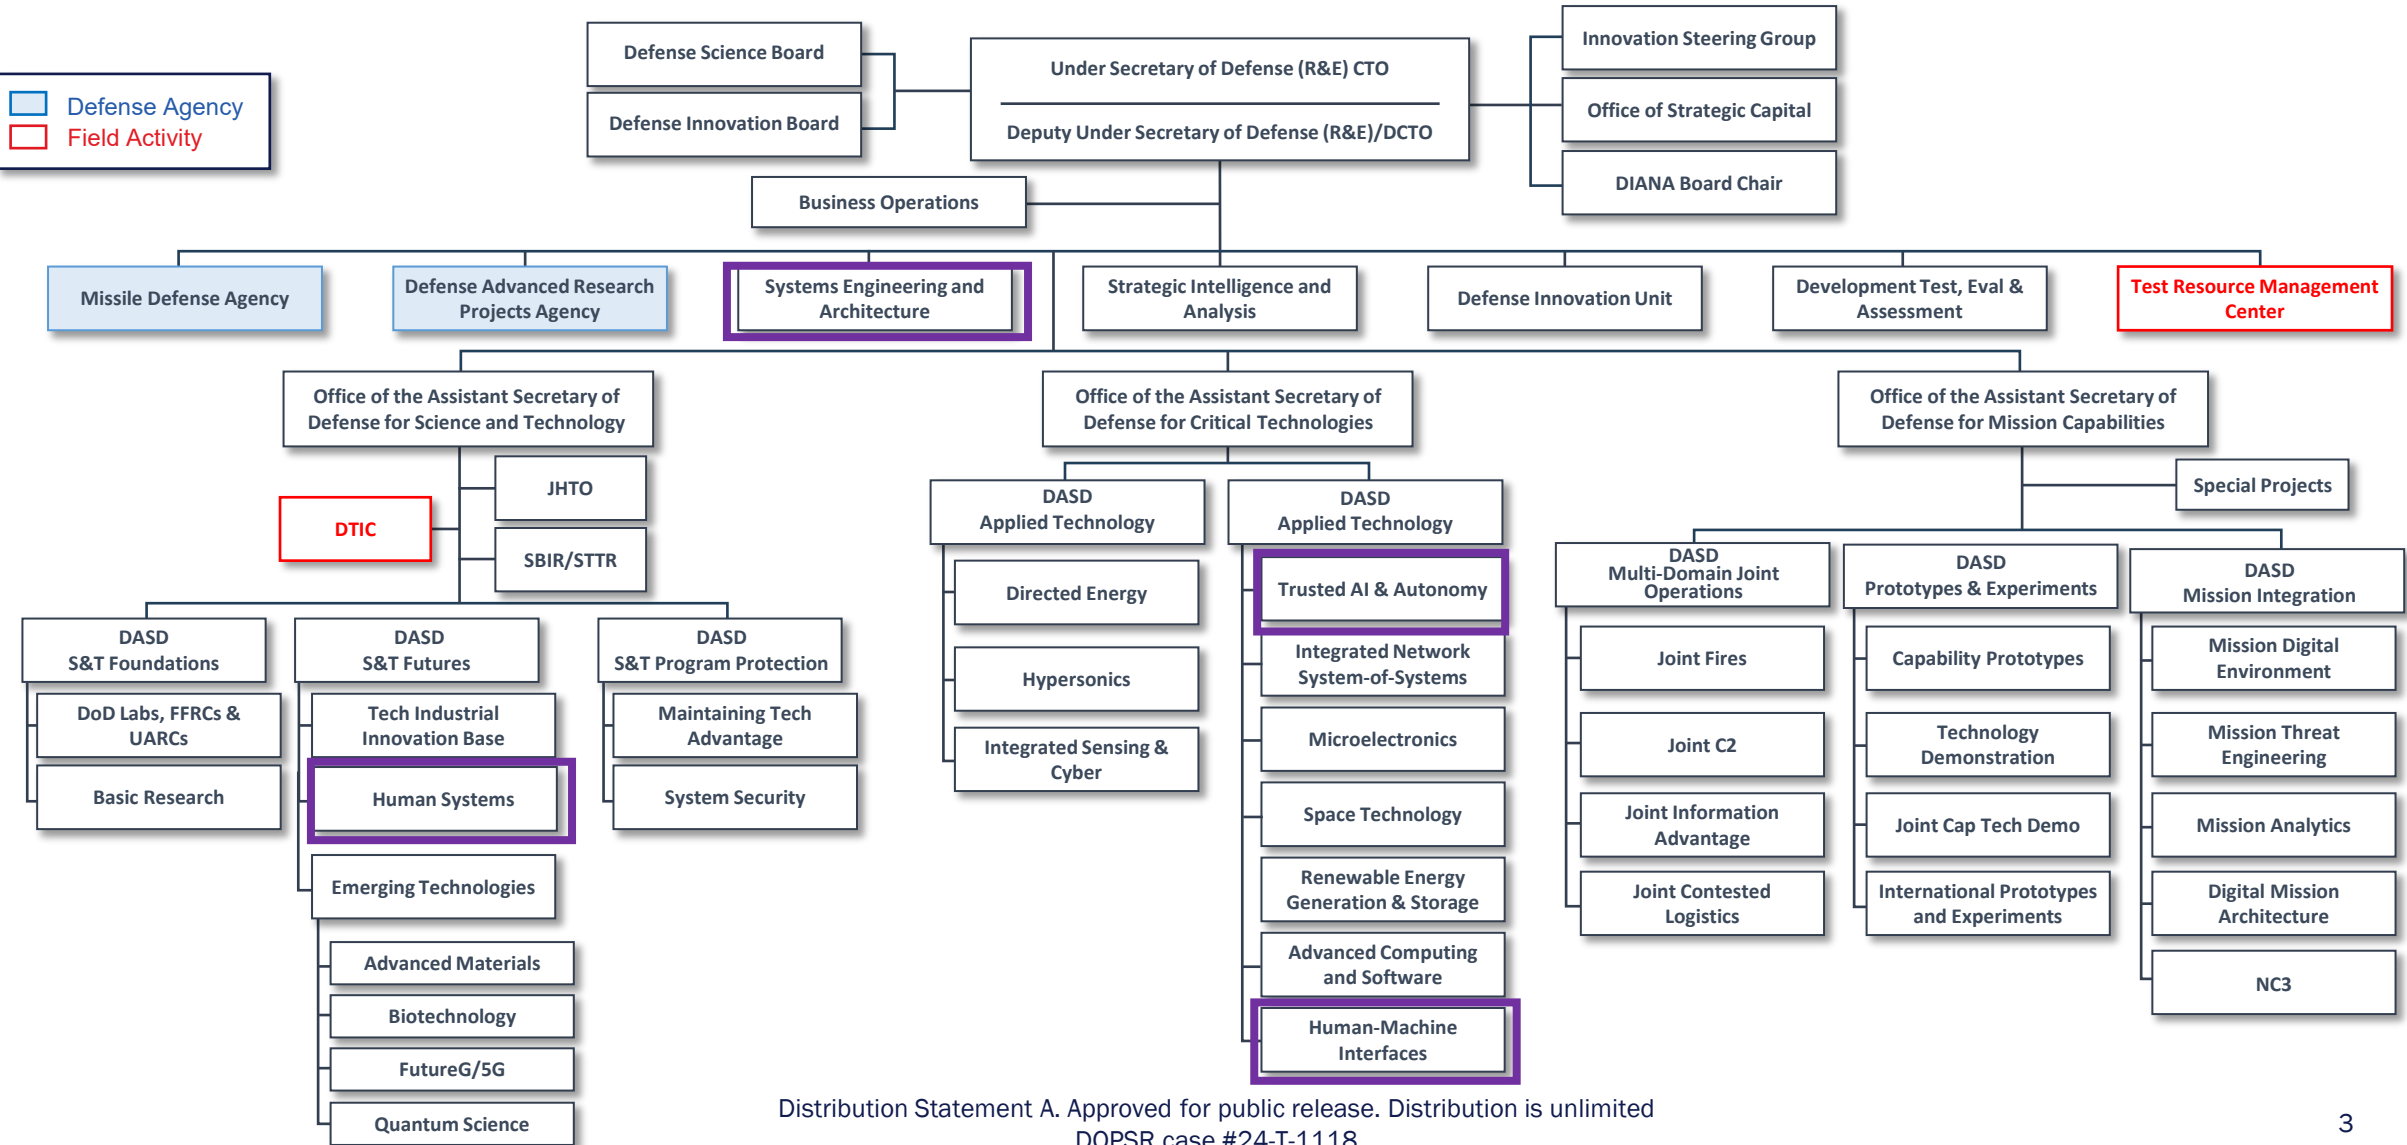 Defense Agency
Field Activity
Defense Science Board
Defense Innovation Board
Under Secretary of Defense (R&E) CTO
Deputy Under Secretary of Defense (R&E)/DCTO
Innovation Steering Group
Office of Strategic Capital
DIANA Board Chair
Business Operations
Missile Defense Agency
Defense Advanced Research
Projects Agency
Systems Engineering and
Architecture
Strategic Intelligence and
Analysis
Defense Innovation Unit
Development Test, Eval &
Assessment
Test Resource Management
Center
Office of the Assistant Secretary of
Defense for Science and Technology
JHTO
DTIC
SBIR/STTR
DASD
S&T Foundations
DoD Labs, FFRCs &
UARCs
Basic Research
DASD
S&T Futures
Tech Industrial
Innovation Base
Human Systems
Emerging Technologies
Advanced Materials
Biotechnology
FutureG/5G
Quantum Science
DASD
S&T Program Protection
Maintaining Tech
Advantage
System Security
Office of the Assistant Secretary of
Defense for Critical Technologies
DASD
Applied Technology
Directed Energy
Hypersonics
Integrated Sensing &
Cyber
DASD
Applied Technology
Trusted AI & Autonomy
Integrated Network
System-of-Systems
Microelectronics
Space Technology
Renewable Energy
Generation & Storage
Advanced Computing
and Software
Human-Machine
Interfaces
Office of the Assistant Secretary of
Defense for Mission Capabilities
Special Projects
DASD
Multi-Domain Joint
Operations
Joint Fires
Joint C2
Joint Information
Advantage
Joint Contested
Logistics
DASD
Prototypes & Experiments
Capability Prototypes
Technology
Demonstration
Joint Cap Tech Demo
International Prototypes
and Experiments
DASD
Mission Integration
Mission Digital
Environment
Mission Threat
Engineering
Mission Analytics
Digital Mission
Architecture
NC3
Distribution Statement A. Approved for public release. Distribution is unlimited
DOPSR case #24-T-1118
3